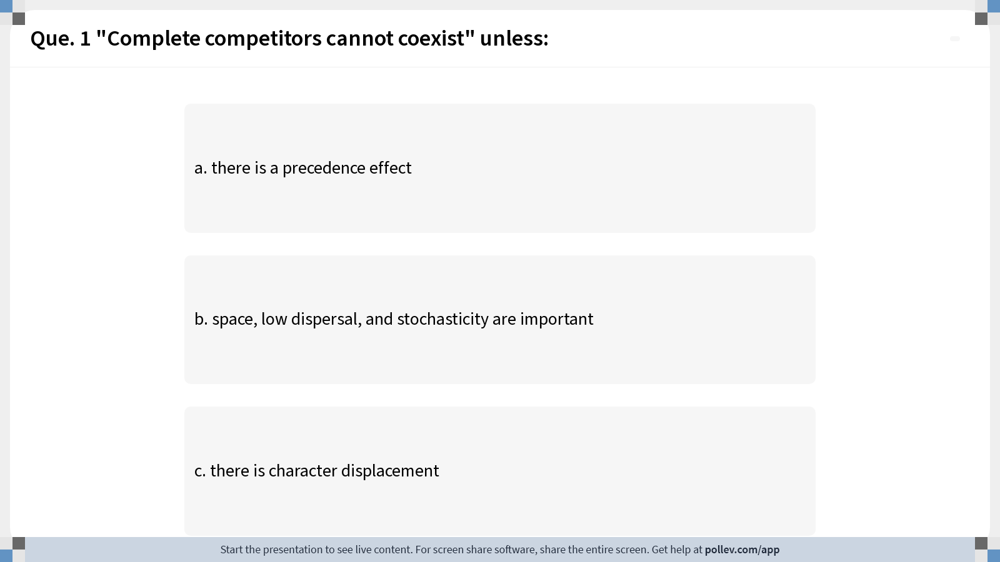 Que. 1 "Complete competitors cannot coexist" unless:
a. there is a precedence effect
b. space, low dispersal, and stochasticity are important
c. there is character displacement
Start the presentation to see live content. For screen share software, share the entire screen. Get help at pollev.com/app